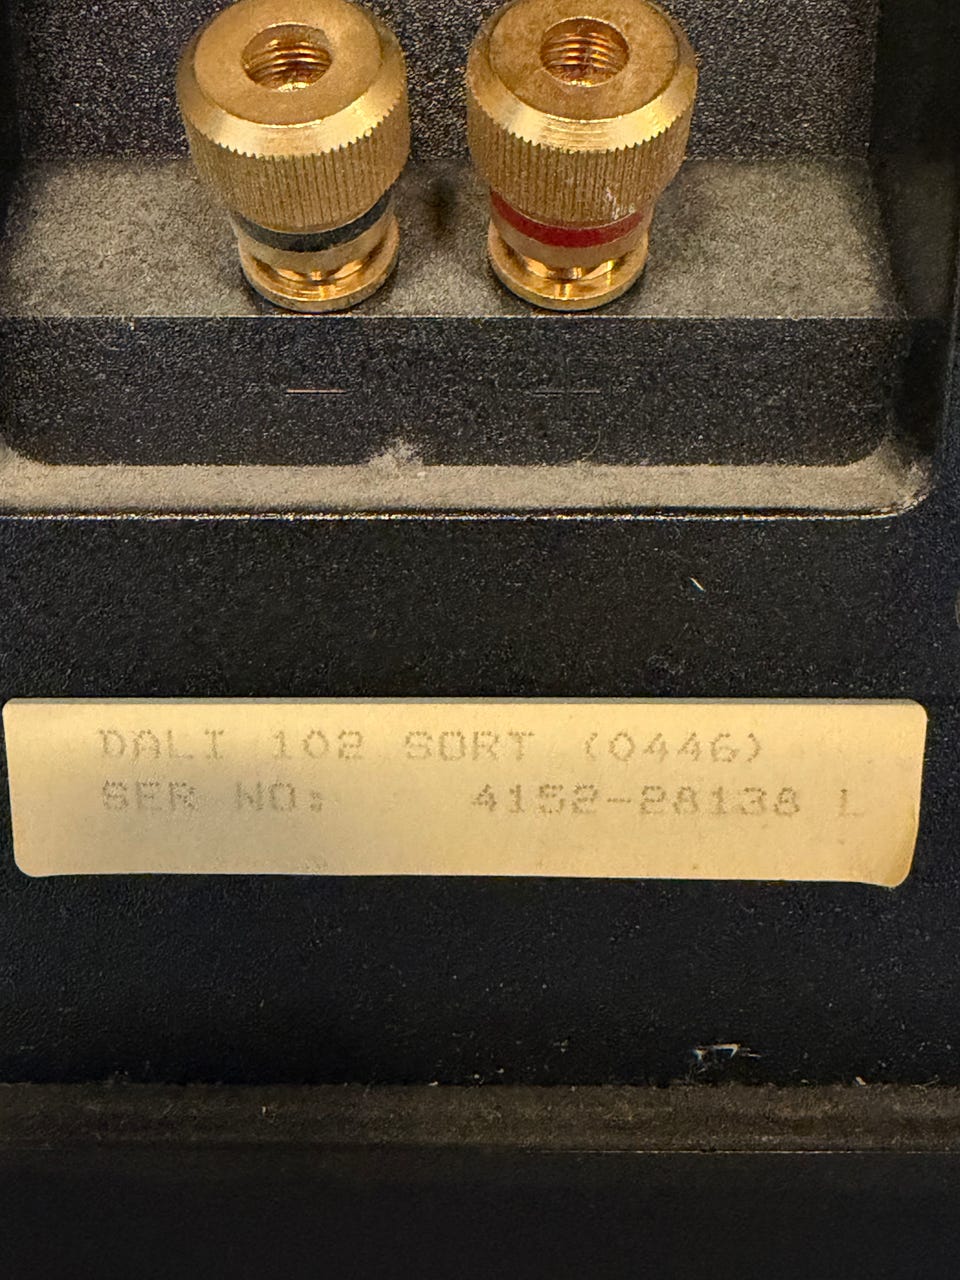 DALI 102 SORT (0446)
SER NO: 4152-28138 L